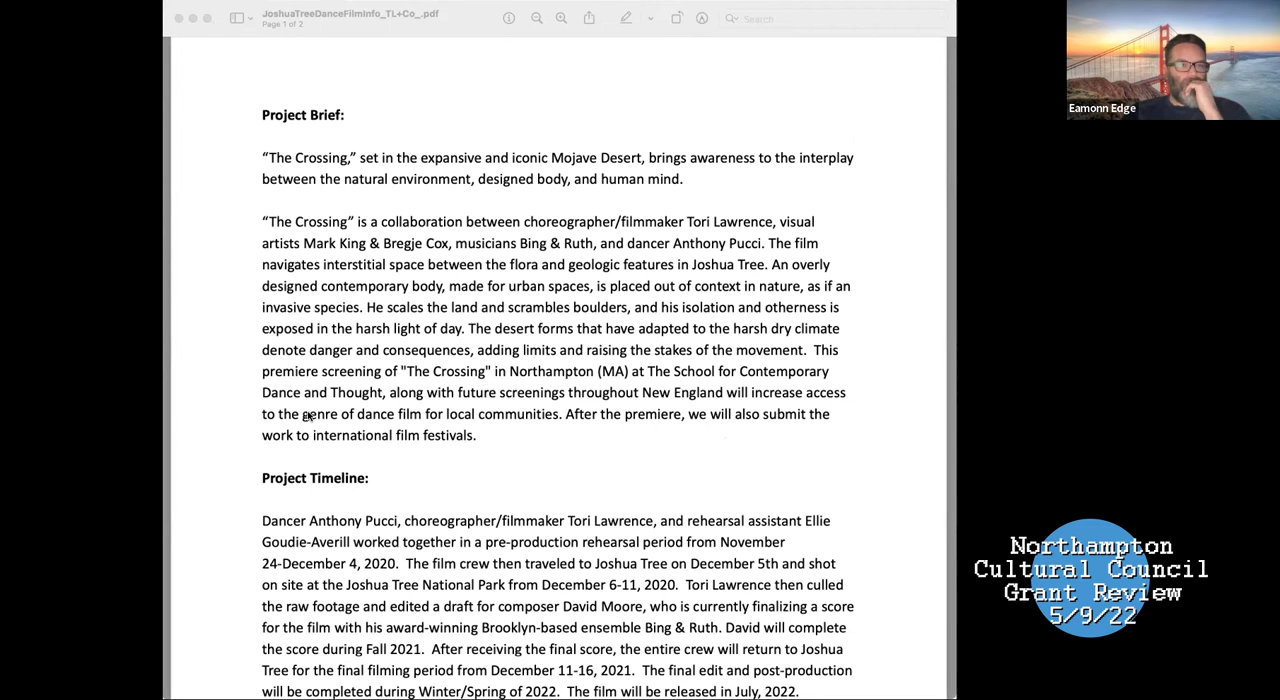 JoshuaTreeDanceFilmInfo_TL+Co_.pdf
Page 1 of 2
Search
Eamonn Edge
Project Brief:
“The Crossing,” set in the expansive and iconic Mojave Desert, brings awareness to the interplay
between the natural environment, designed body, and human mind.
“The Crossing” is a collaboration between choreographer/filmmaker Tori Lawrence, visual
artists Mark King & Bregje Cox, musicians Bing & Ruth, and dancer Anthony Pucci. The film
navigates interstitial space between the flora and geologic features in Joshua Tree. An overly
designed contemporary body, made for urban spaces, is placed out of context in nature, as if an
invasive species. He scales the land and scrambles boulders, and his isolation and otherness is
exposed in the harsh light of day. The desert forms that have adapted to the harsh dry climate
denote danger and consequences, adding limits and raising the stakes of the movement.  This
premiere screening of "The Crossing" in Northampton (MA) at The School for Contemporary
Dance and Thought, along with future screenings throughout New England will increase access
to the genre of dance film for local communities. After the premiere, we will also submit the
work to international film festivals.
Project Timeline:
Dancer Anthony Pucci, choreographer/filmmaker Tori Lawrence, and rehearsal assistant Ellie
Goudie-Averill worked together in a pre-production rehearsal period from November
24-December 4, 2020.  The film crew then traveled to Joshua Tree on December 5th and shot
on site at the Joshua Tree National Park from December 6-11, 2020.  Tori Lawrence then culled
the raw footage and edited a draft for composer David Moore, who is currently finalizing a score
for the film with his award-winning Brooklyn-based ensemble Bing & Ruth. David will complete
the score during Fall 2021.  After receiving the final score, the entire crew will return to Joshua
Tree for the final filming period from December 11-16, 2021.  The final edit and post-production
will be completed during Winter/Spring of 2022.  The film will be released in July, 2022.
Northampton
Cultural Council
Grant Review
5/9/22